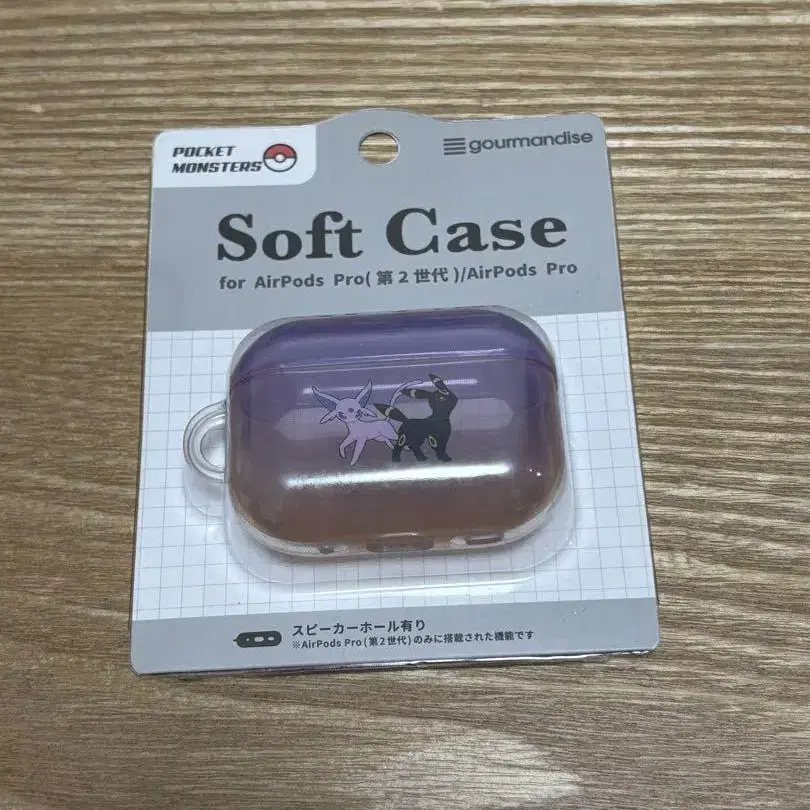 POCKET
MONSTERS
gourmandise
Soft Case
for AirPods Pro(第2世代)/AirPods Pro
スピーカーホール有り
※AirPods Pro(第2世代)のみに搭載された機能です